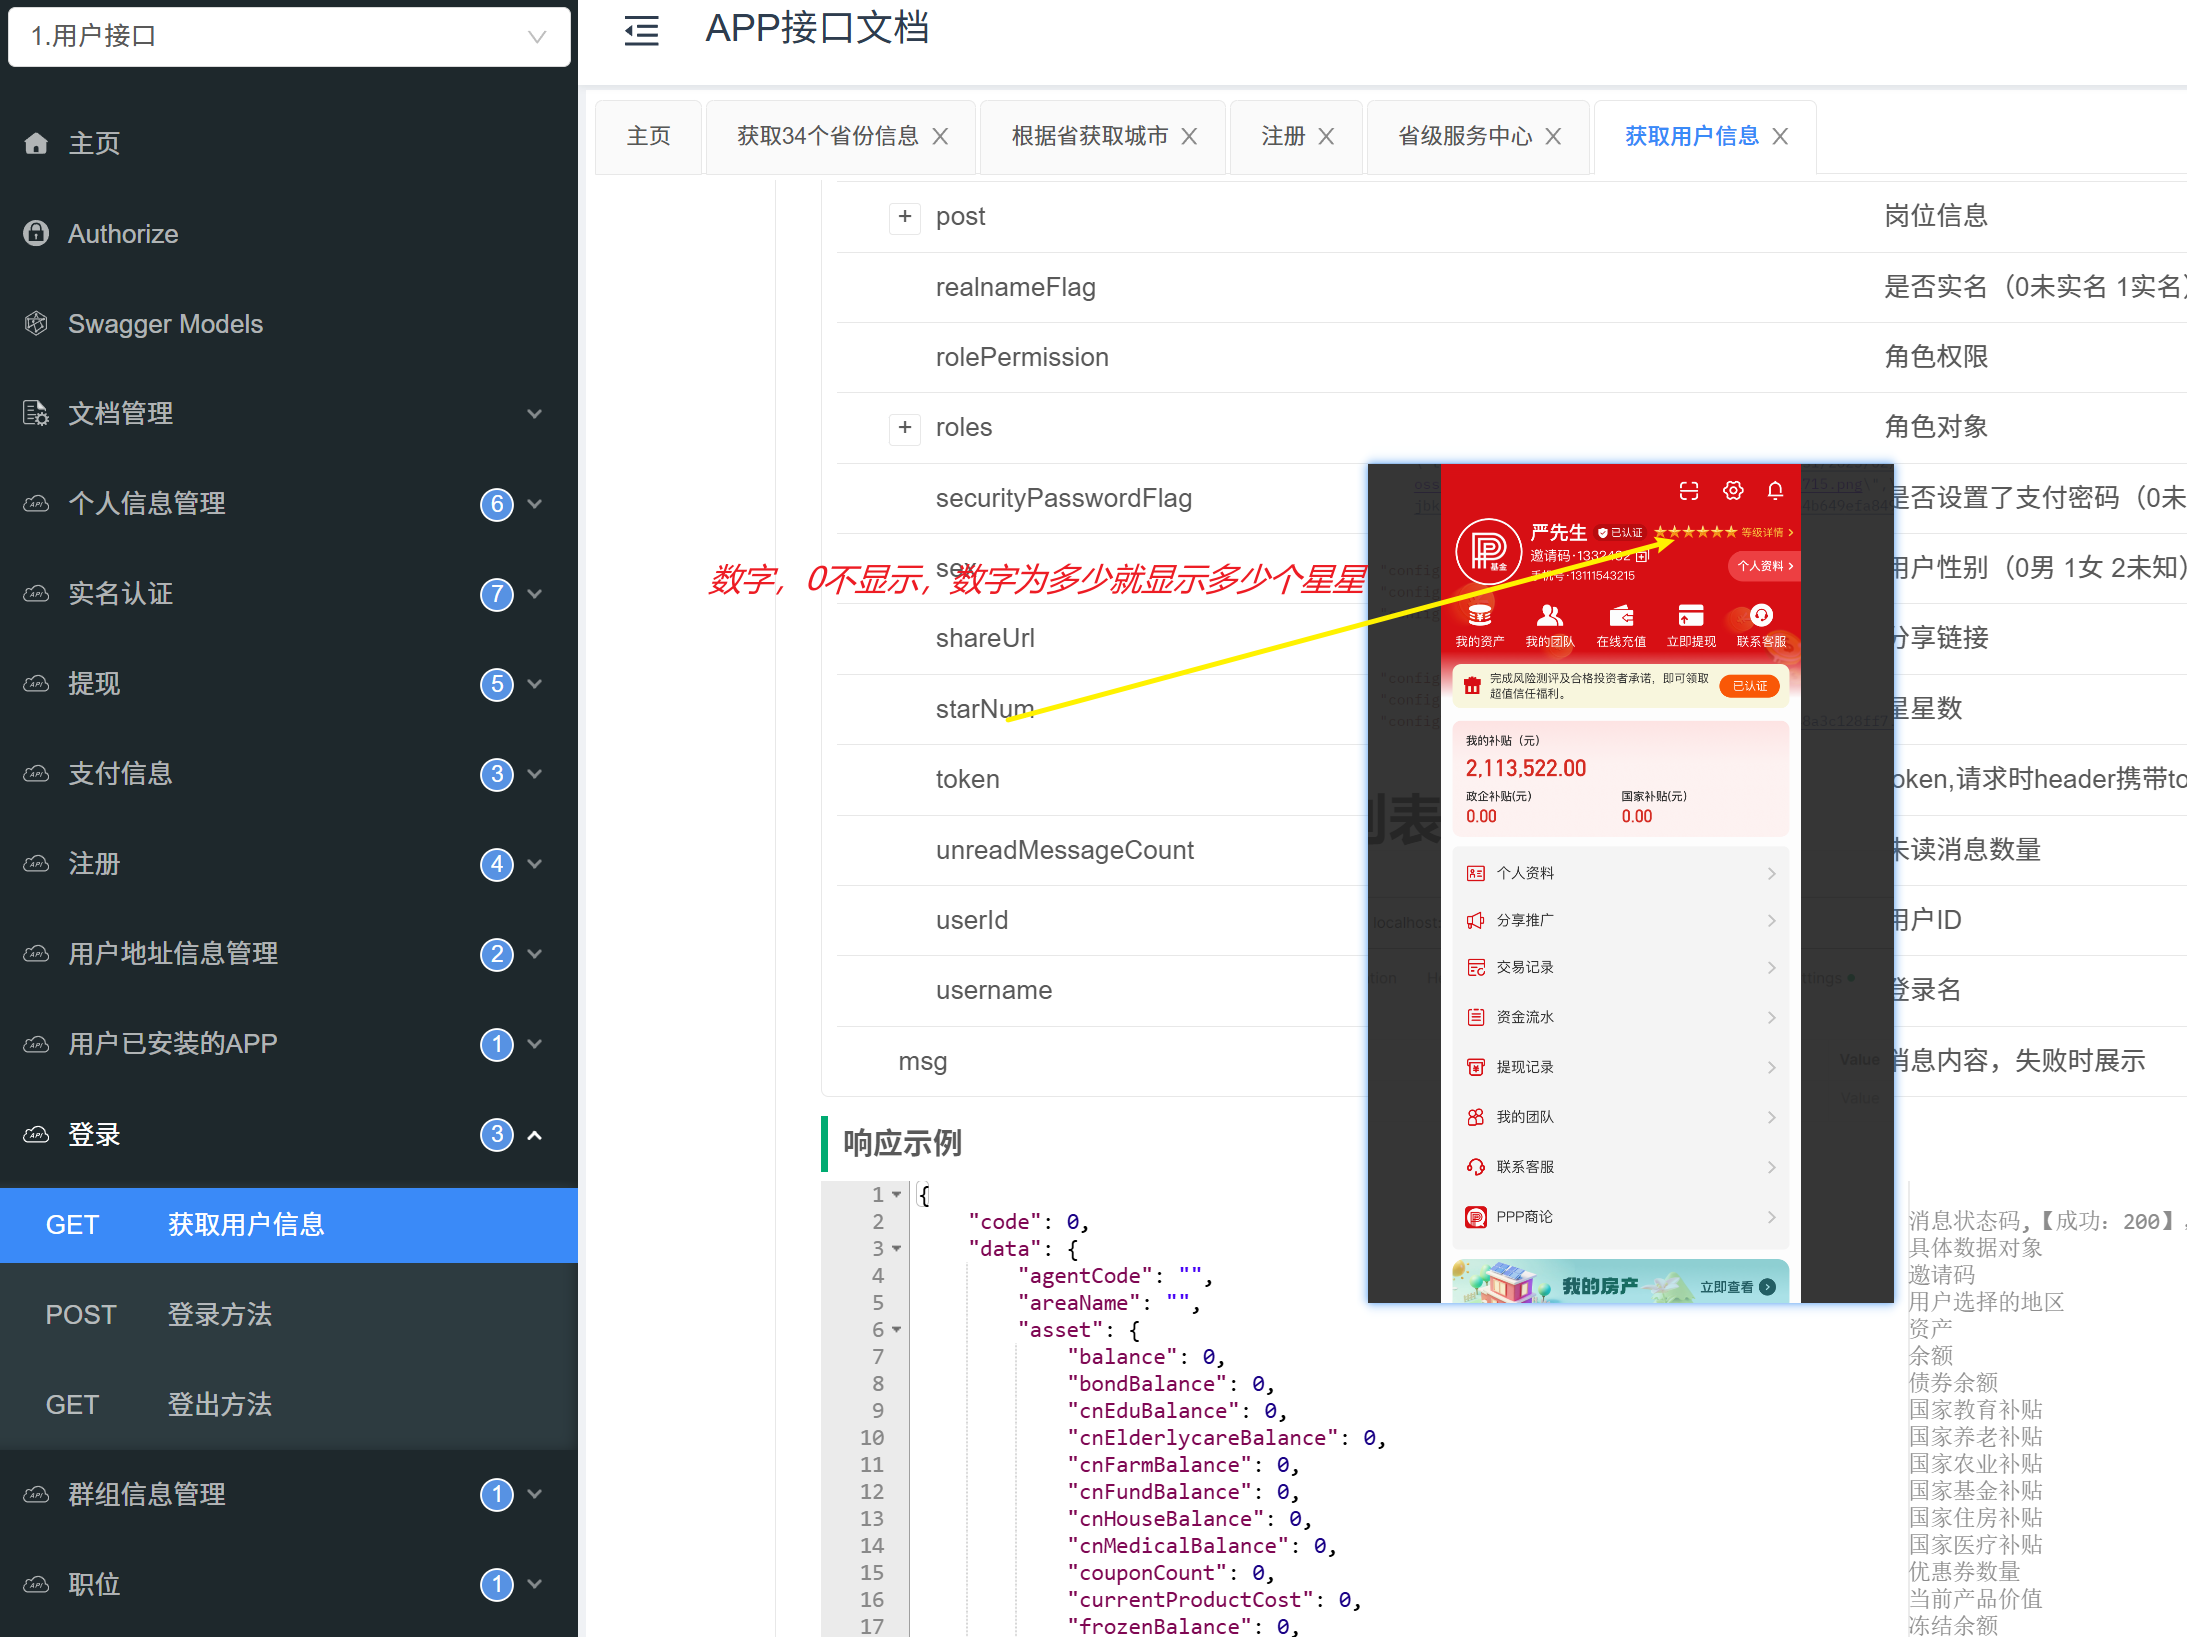 1.用户接口
主页
Authorize
Swagger Models
文档管理
个人信息管理 6
实名认证 7
提现 5
支付信息 3
注册 4
用户地址信息管理 2
用户已安装的APP 1
登录 3
GET 获取用户信息
POST 登录方法
GET 登出方法
群组信息管理 1
职位 1
APP接口文档
主页 获取34个省份信息 根据省获取城市 注册 省级服务中心 获取用户信息
+ post 岗位信息
realnameFlag 是否实名（0未实名 1实名）
rolePermission 角色权限
+ roles 角色对象
securityPasswordFlag 是否设置了支付密码（0未
sex 用户性别（0男 1女 2未知）
数字，0不显示，数字为多少就显示多少个星星
shareUrl 分享链接
starNum 星星数
token token,请求时header携带to
unreadMessageCount 未读消息数量
userId 用户ID
username 登录名
msg 消息内容，失败时展示
严先生 已认证 等级详情
邀请码·1332482
手机号·13111543215
个人资料
基金
我的资产 我的团队 在线充值 立即提现 联系客服
完成风险测评及合格投资者承诺，即可领取
超值信任福利。
已认证
我的补贴（元）
2,113,522.00
政企补贴(元) 国家补贴(元)
0.00 0.00
个人资料
分享推广
交易记录
资金流水
提现记录
我的团队
联系客服
PPP商论
我的房产 立即查看
列表
localhost:
Value
Value
响应示例
1 {
2 "code": 0, 消息状态码,【成功: 200】,
3 "data": { 具体数据对象
4 "agentCode": "", 邀请码
5 "areaName": "", 用户选择的地区
6 "asset": { 资产
7 "balance": 0, 余额
8 "bondBalance": 0, 债券余额
9 "cnEduBalance": 0, 国家教育补贴
10 "cnElderlycareBalance": 0, 国家养老补贴
11 "cnFarmBalance": 0, 国家农业补贴
12 "cnFundBalance": 0, 国家基金补贴
13 "cnHouseBalance": 0, 国家住房补贴
14 "cnMedicalBalance": 0, 国家医疗补贴
15 "couponCount": 0, 优惠券数量
16 "currentProductCost": 0, 当前产品价值
17 "frozenBalance": 0, 冻结余额